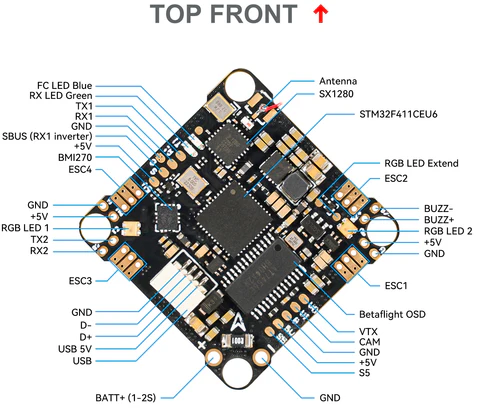 TOP FRONT
FC LED Blue
RX LED Green
TX1
RX1
GND
SBUS (RX1 inverter)
+5V
BMI270
ESC4
GND
+5V
RGB LED 1
TX2
RX2
ESC3
GND
D-
D+
USB 5V
USB
BATT+ (1-2S)
Antenna
SX1280
STM32F411CEU6
RGB LED Extend
ESC2
BUZZ-
BUZZ+
RGB LED 2
+5V
GND
ESC1
Betaflight OSD
VTX
CAM
GND
+5V
S5
GND